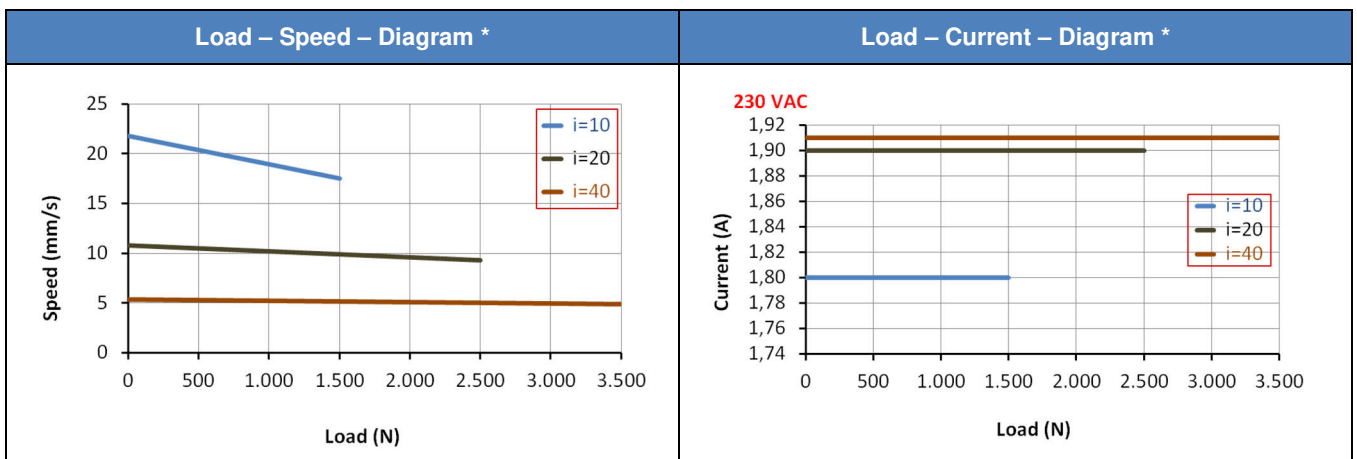 Load – Speed – Diagram *
Load – Current – Diagram *
25
20
15
10
5
0
Speed (mm/s)
0 500 1.000 1.500 2.000 2.500 3.000 3.500
Load (N)
i=10
i=20
i=40
230 VAC
1,92
1,90
1,88
1,86
1,84
1,82
1,80
1,78
1,76
1,74
Current (A)
0 500 1.000 1.500 2.000 2.500 3.000 3.500
Load (N)
i=10
i=20
i=40